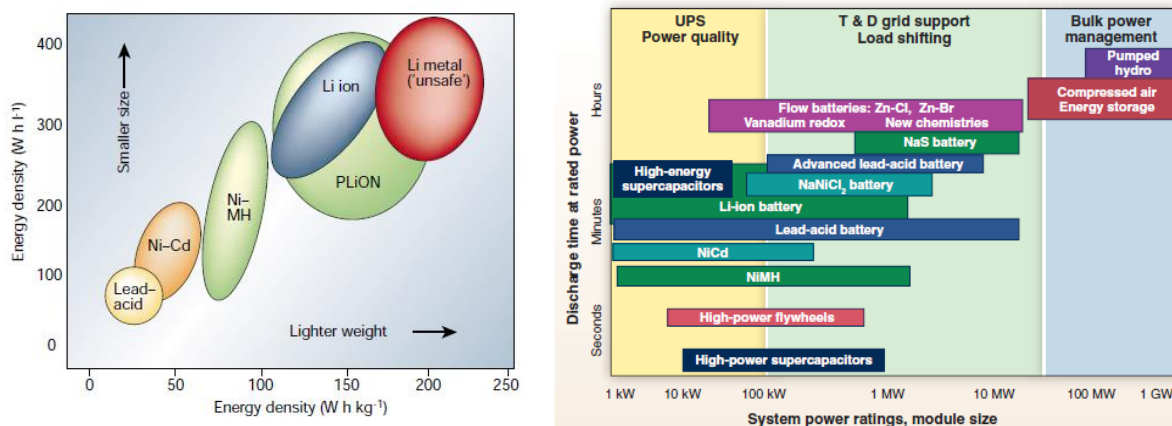 400
300
200
100
0
Energy density (W h l⁻¹)
Smaller size
Li metal
('unsafe')
Li ion
PLiON
Ni–
MH
Ni–Cd
Lead–
acid
Lighter weight
0
50
100
150
200
250
Energy density (W h kg⁻¹)
UPS
Power quality
T & D grid support
Load shifting
Bulk power
management
Discharge time at rated power
Hours
Minutes
Seconds
Pumped
hydro
Compressed air
Energy storage
Flow batteries: Zn-Cl, Zn-Br
Vanadium redox New chemistries
NaS battery
Advanced lead-acid battery
High-energy
supercapacitors
NaNiCl₂ battery
Li-ion battery
Lead-acid battery
NiCd
NiMH
High-power flywheels
High-power supercapacitors
1 kW
10 kW
100 kW
1 MW
10 MW
100 MW
1 GW
System power ratings, module size